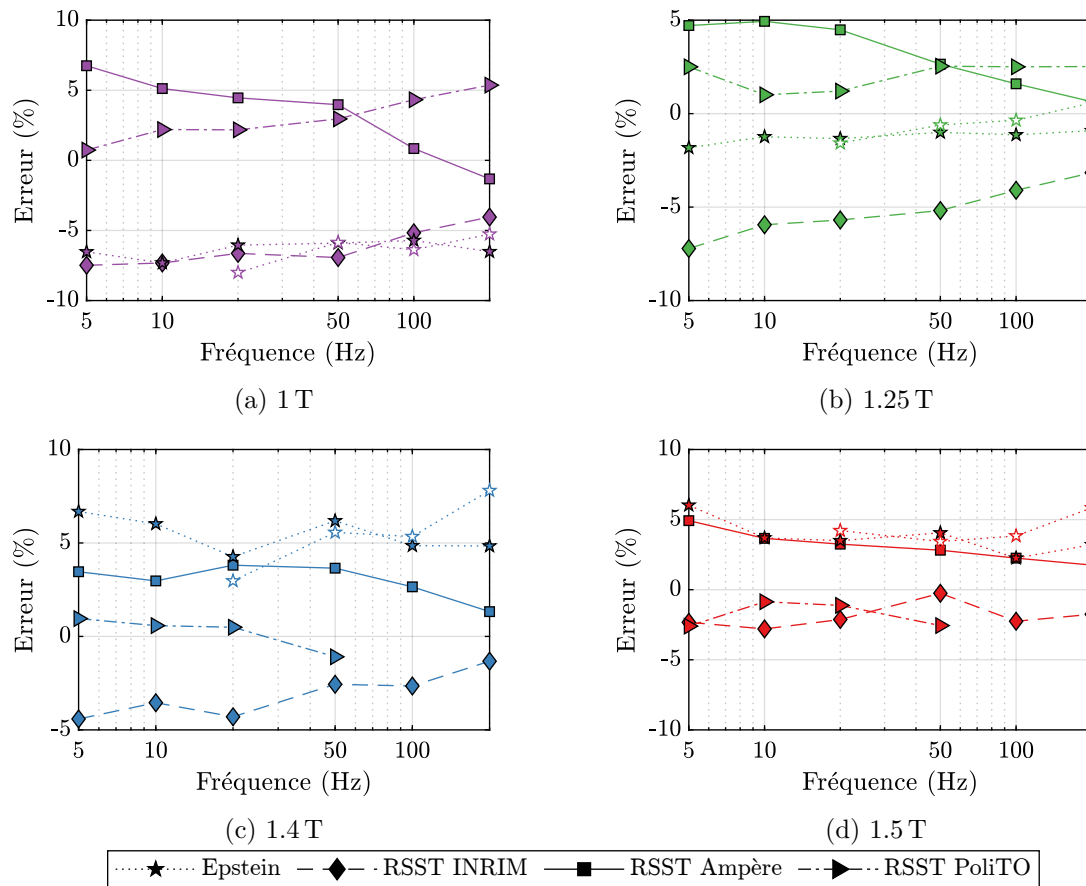 10
5
0
-5
-10
Erreur (%)
5 10 50 100
Fréquence (Hz)
(a) 1 T
5
0
-5
-10
Erreur (%)
5 10 50 100
Fréquence (Hz)
(b) 1.25 T
10
5
0
-5
Erreur (%)
5 10 50 100
Fréquence (Hz)
(c) 1.4 T
10
5
0
-5
-10
Erreur (%)
5 10 50 100
Fréquence (Hz)
(d) 1.5 T
Epstein RSST INRIM RSST Ampère RSST PoliTO